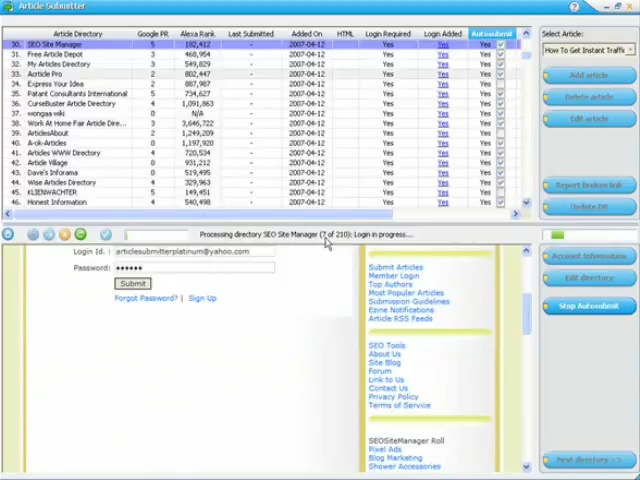 Article Submitter
Article Directory Google PR Alexa Rank Last Submitted Added On HTML Login Required Login Added Autosubmit
30. SEO Site Manager 5 182,412 - 2007-04-12 Yes Yes Yes
31. Free Article Depot 4 468,954 - 2007-04-12 Yes Yes Yes
32. My Articles Directory 3 549,829 - 2007-04-12 Yes Yes Yes
33. Acrticle Pro 2 802,447 - 2007-04-12 Yes Yes Yes
34. Express Your Idea - 887,987 - 2007-04-12 Yes Yes Yes
35. Patant Consultants International 5 734,627 - 2007-04-12 Yes Yes Yes
36. CurseBuster Article Directory 4 1,091,863 - 2007-04-12 Yes Yes Yes
37. wongaa wiki 0 N/A - 2007-04-12 Yes Yes Yes
38. Work At Home Fair Article Dire... 3 3,646,722 - 2007-04-12 Yes Yes Yes
39. ArticlesAbout 2 1,249,209 - 2007-04-12 Yes Yes Yes
40. A-ok-Articles 0 1,197,920 - 2007-04-12 Yes Yes Yes
41. Articles WWW Directory 4 720,534 - 2007-04-12 Yes Yes Yes
42. Article Village 0 931,212 - 2007-04-12 Yes Yes Yes
43. Dave's Inforama 0 519,495 - 2007-04-12 Yes Yes Yes
44. Wise Articles Directory 4 329,963 - 2007-04-12 Yes Yes Yes
45. KLIENWACHTER 5 - 2007-04-12 Yes Yes Yes
46. Honest Information 4 540,498 - 2007-04-12 Yes Yes Yes
Select Article:
How To Get Instant Traffic
Add article
Delete article
Edit article
Report broken link
Update DB
Processing directory SEO Site Manager (7 of 210): Login in progress....
Account Information
Edit directory
Stop Autosubmit
Next directory >>
Login Id. : articlesubmitterplatinum@yahoo.com
Password: ••••••
Submit
Forgot Password? | Sign Up
Submit Articles
Member Login
Top Authors
Most Popular Articles
Submission Guidelines
Ezine Notifications
Article RSS Feeds
SEO Tools
About Us
Site Blog
Forum
Link to Us
Contact Us
Privacy Policy
Terms of Service
SEOSiteManager Roll
Pixel Ads
Blog Marketing
Shower Accessories